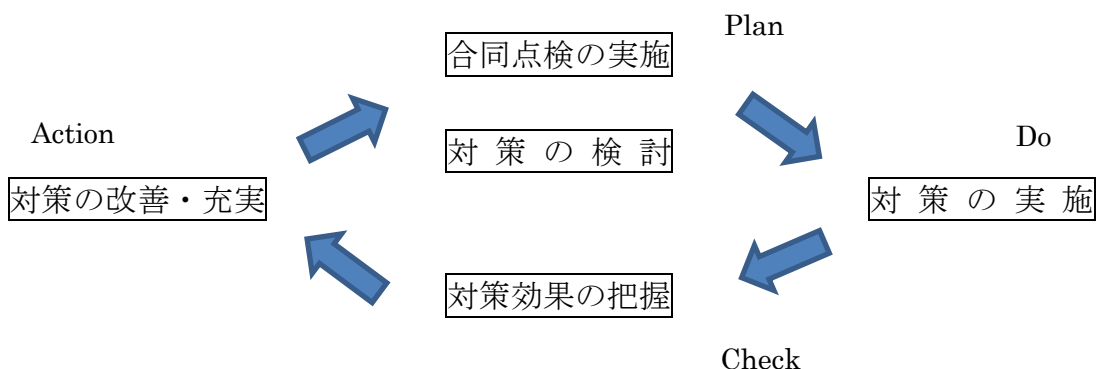 Plan
合同点検の実施
Action
対策の検討
Do
対策の改善・充実
対策の実施
対策効果の把握
Check